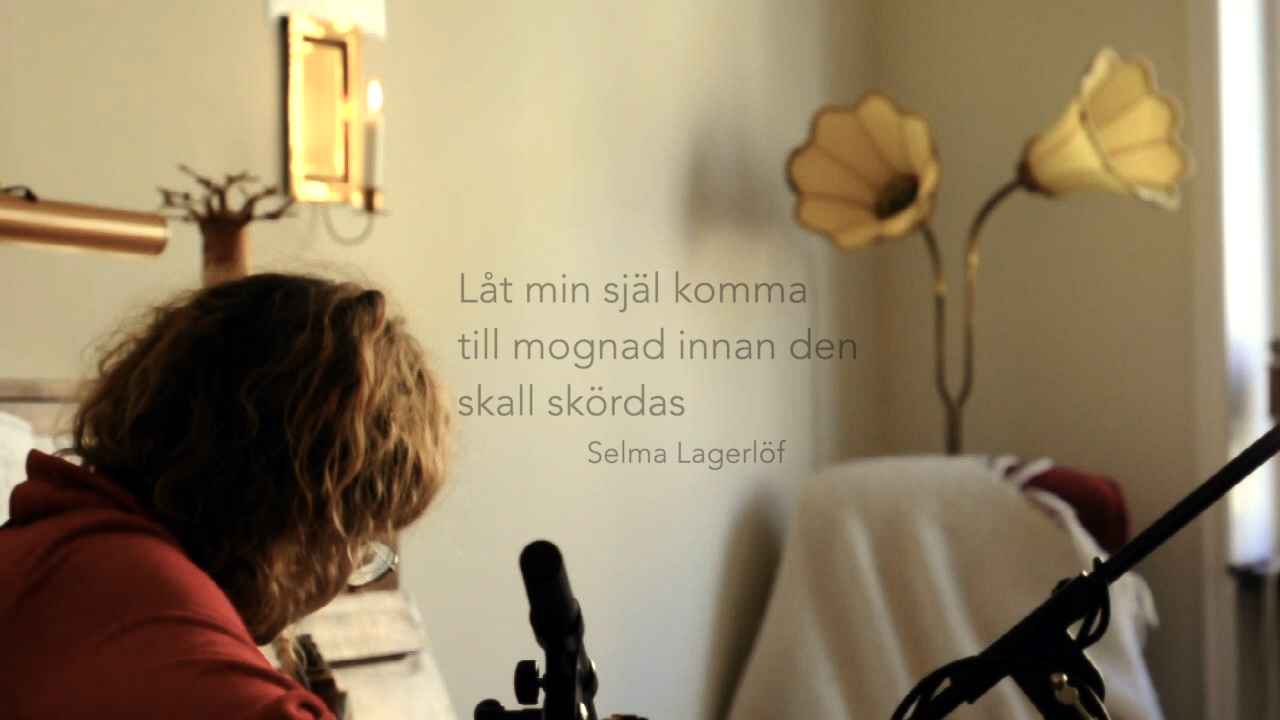 Låt min själ komma
till mognad innan den
skall skördas
Selma Lagerlöf